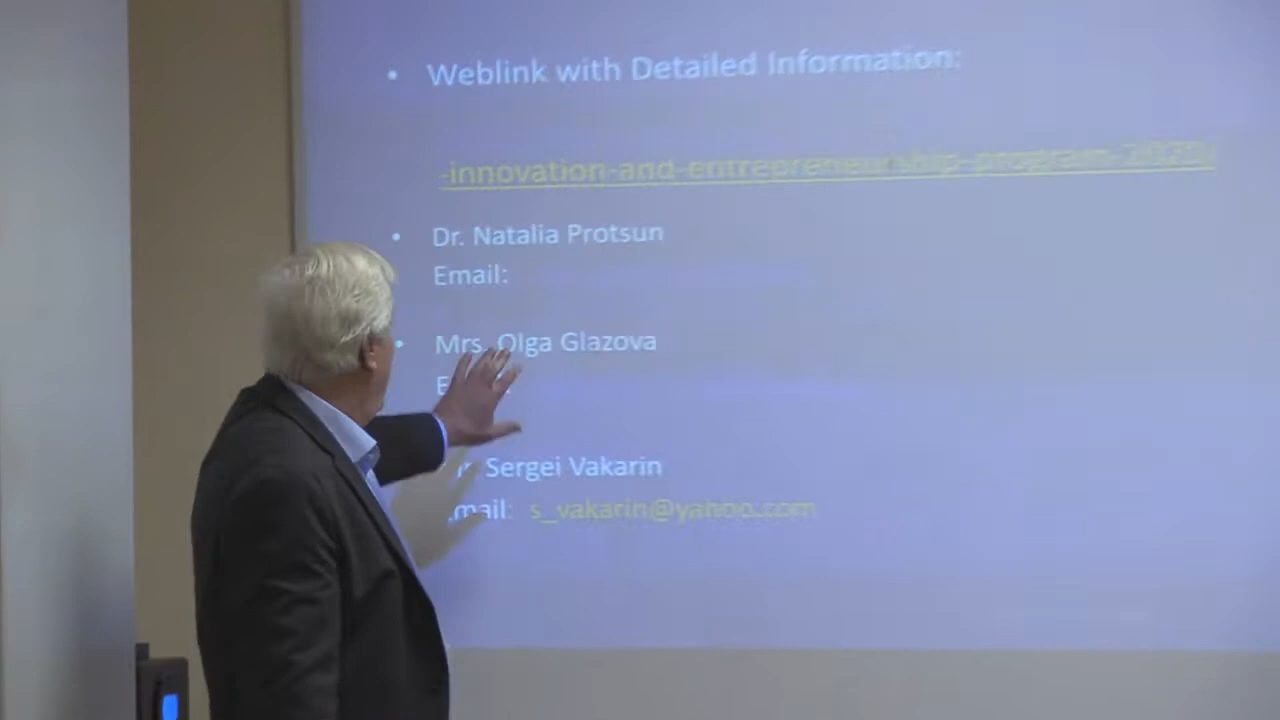 • Weblink with Detailed Information:
-innovation-and-entrepreneurship-program-2020/
• Dr. Natalia Protsun
Email:
• Mrs. Olga Glazova
Sergei Vakarin
s_vakarin@yahoo.com